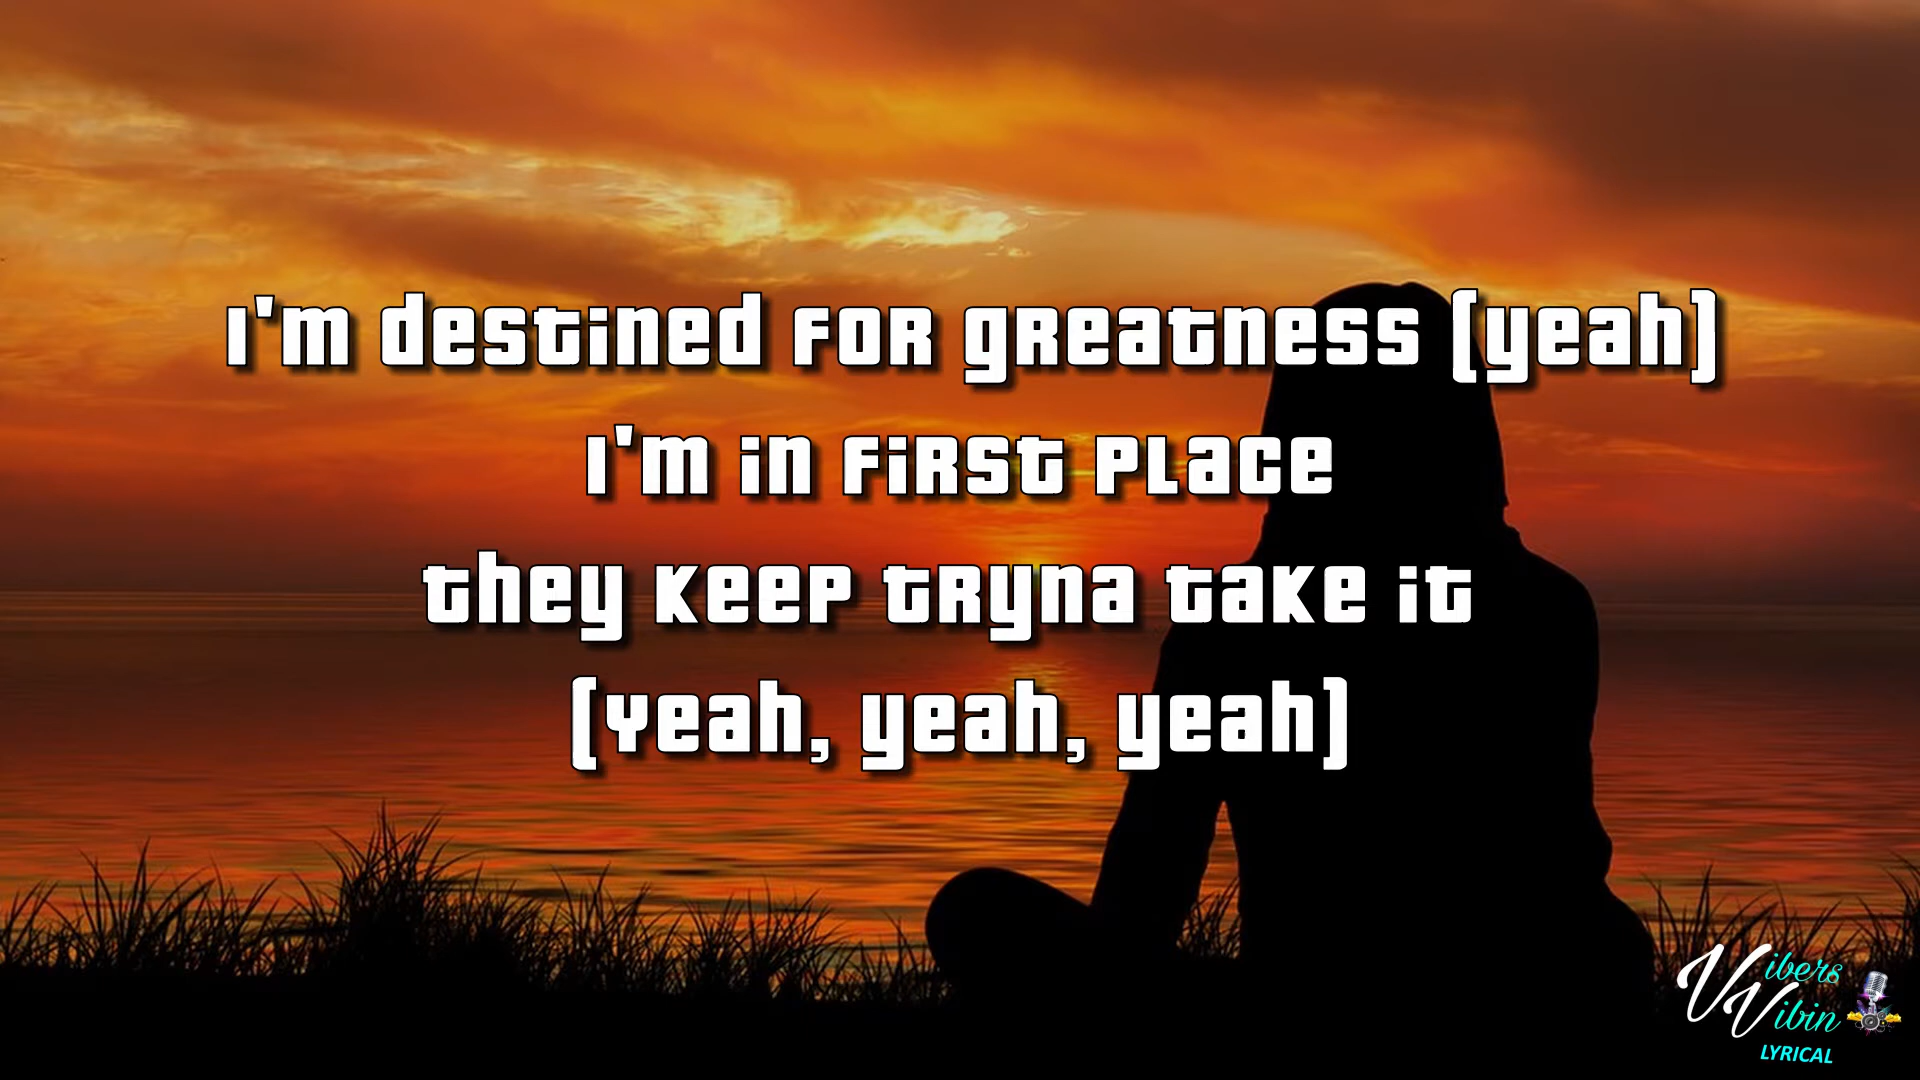 I'm destined for greatness (yeah)
I'm in first place
they keep tryna take it
(Yeah, yeah, yeah)
Vibers
Vibin
LYRICAL